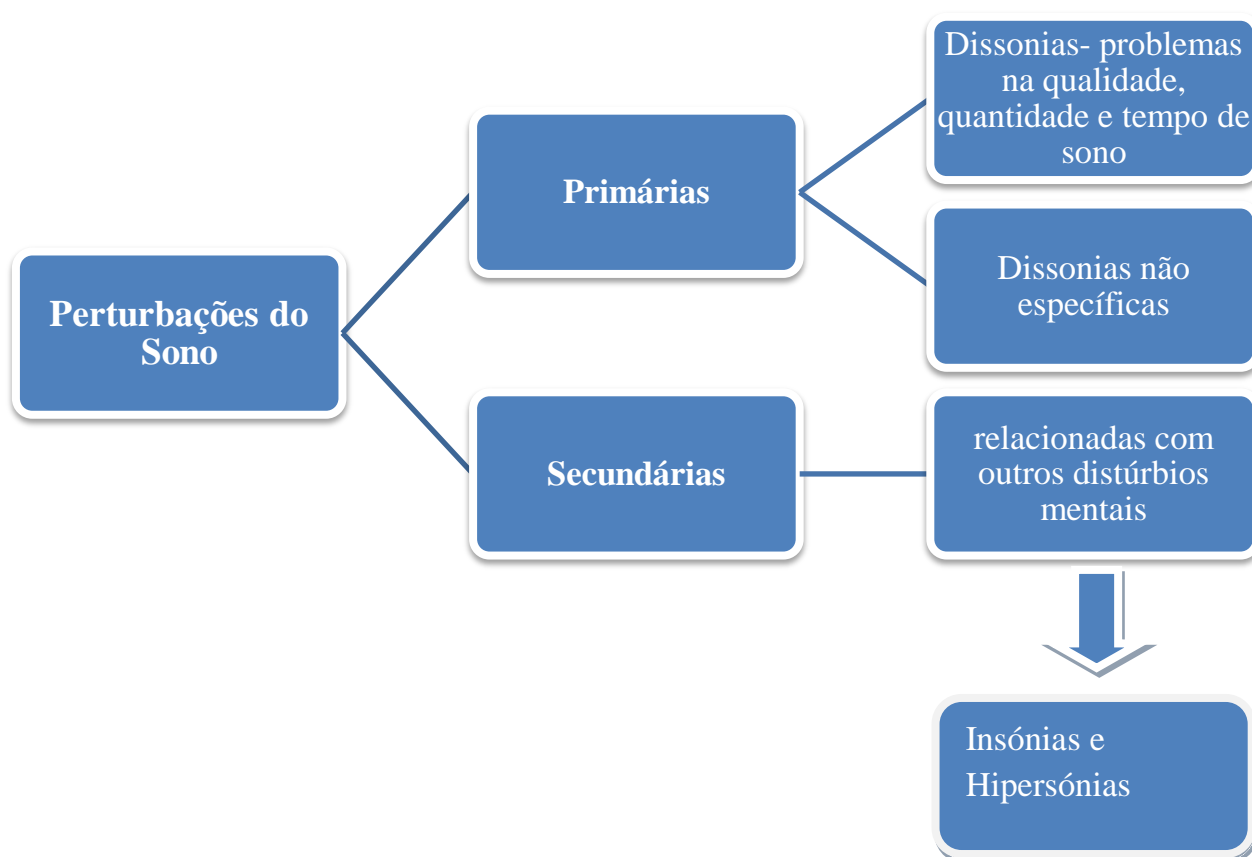 Perturbações do
Sono
Primárias
Dissonias- problemas
na qualidade,
quantidade e tempo de
sono
Dissonias não
específicas
Secundárias
relacionadas com
outros distúrbios
mentais
Insónias e
Hipersónias